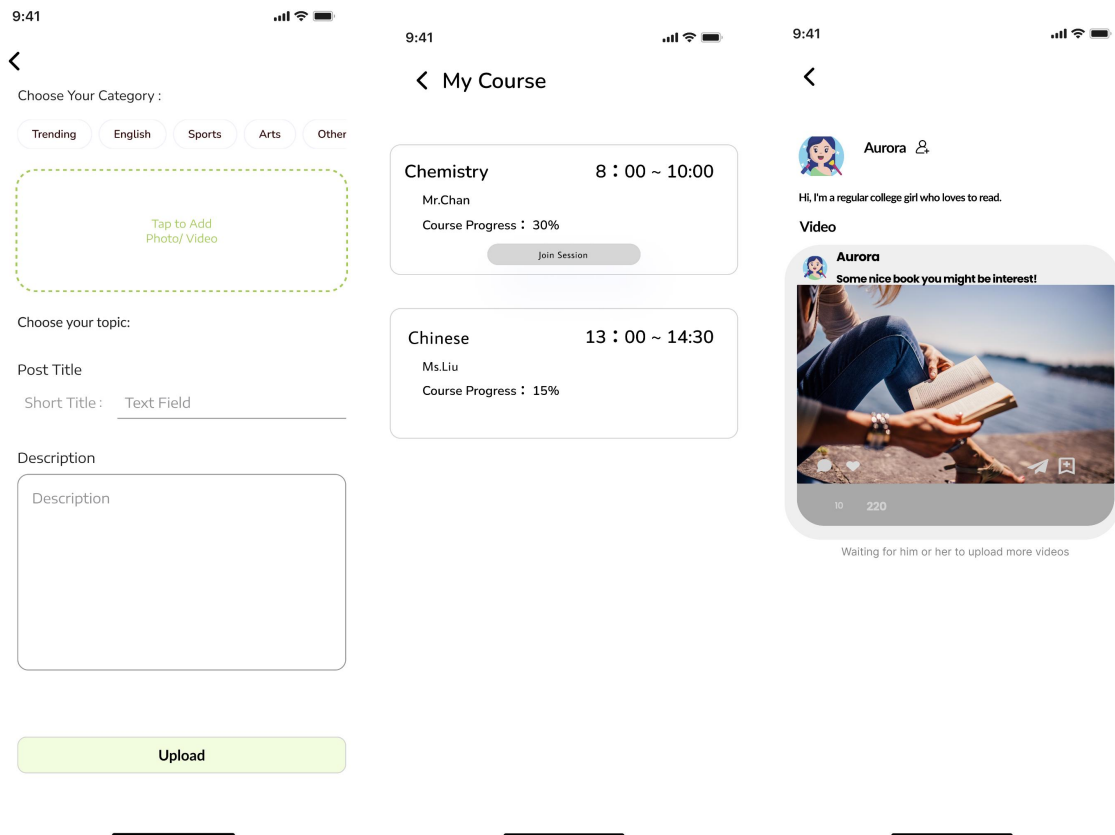 9:41
Choose Your Category :
Trending English Sports Arts Other
Tap to Add
Photo/ Video
Choose your topic:
Post Title
Short Title : Text Field
Description
Description
Upload
9:41
My Course
Chemistry 8：00 ~ 10:00
Mr.Chan
Course Progress： 30%
Join Session
Chinese 13：00 ~ 14:30
Ms.Liu
Course Progress： 15%
9:41
Aurora
Hi, I'm a regular college girl who loves to read.
Video
Aurora
Some nice book you might be interest!
10 220
Waiting for him or her to upload more videos